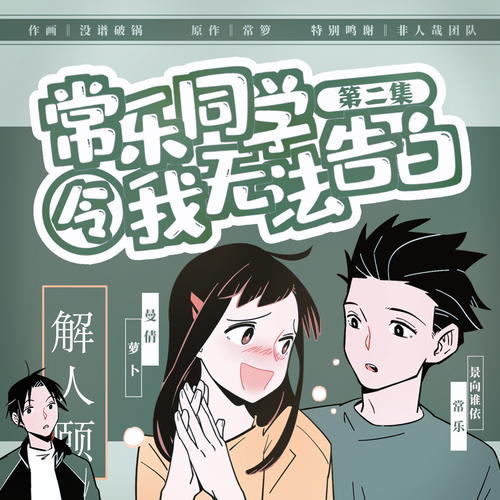 作画‖没谱破锅 原作‖常箩 特别鸣谢‖非人哉团队
常乐同学
第二集
令我无法告白
解人颐
曼倩
萝卜
景向谁依
常乐